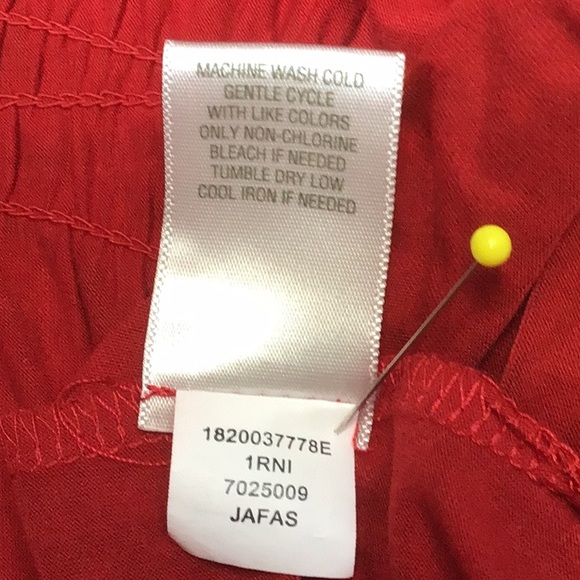 MACHINE WASH COLD
GENTLE CYCLE
WITH LIKE COLORS
ONLY NON-CHLORINE
BLEACH IF NEEDED
TUMBLE DRY LOW
COOL IRON IF NEEDED
1820037778E
1RNI
7025009
JAFAS